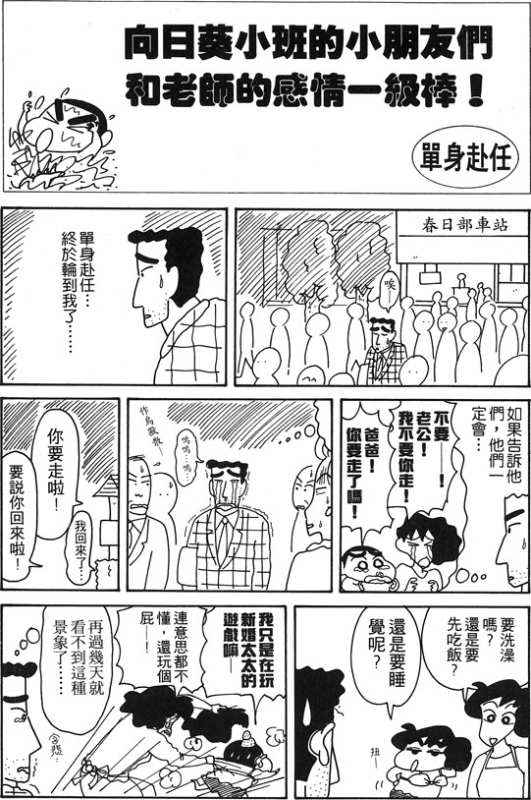 向日葵小班的小朋友們
和老師的感情一級棒！
單身赴任
春日部車站
唉
單身赴任…
終於輪到我了……
如果告訴他
們，他們一
定會…
不要——！
老公！
我不要你走！
爸爸！
你要走了嗎！
嗚…嗚…嗚
作鳥獸散
你要走啦！
我回來了…
要說你回來啦！
要洗澡
嗎？
還是要
先吃飯？
還是要睡
覺呢？
扭—
我只是在玩
新婚太太的
遊戲嘛—
連意思都不
懂，還玩個
屁—！
再過幾天就
看不到這種
景象了……
含悲